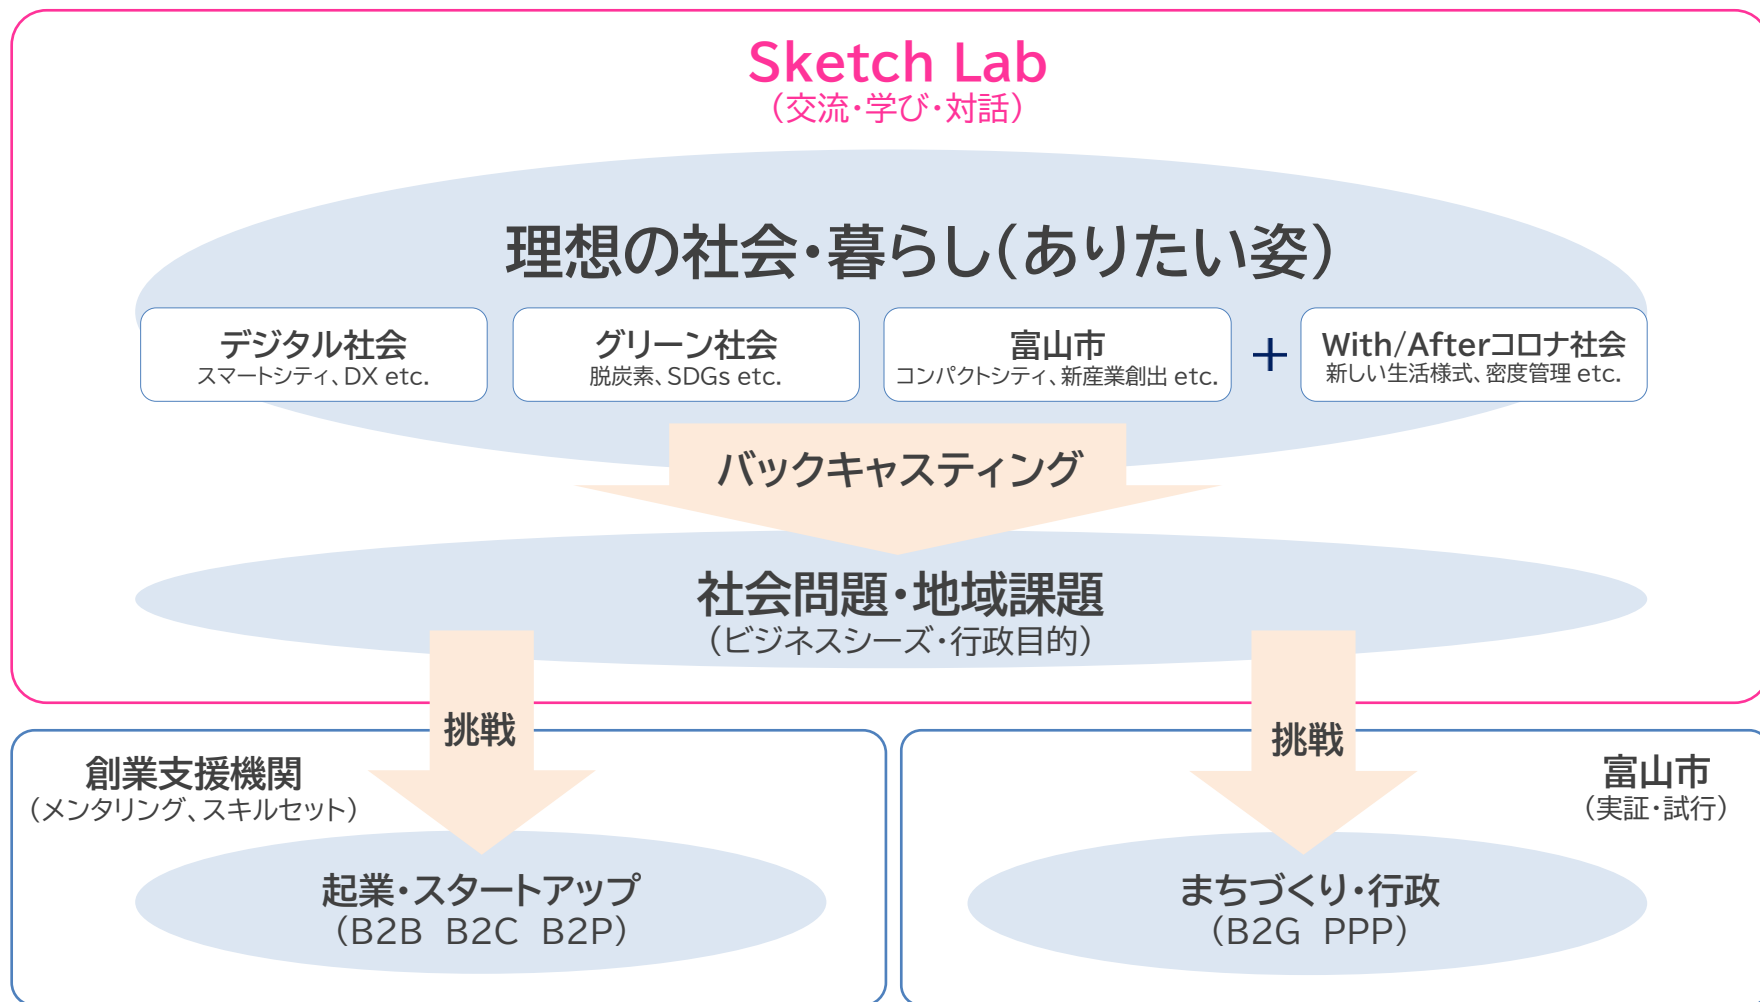 Sketch Lab
（交流・学び・対話）
理想の社会・暮らし（ありたい姿）
デジタル社会
スマートシティ、DX etc.
グリーン社会
脱炭素、SDGs etc.
富山市
コンパクトシティ、新産業創出 etc.
＋
With/Afterコロナ社会
新しい生活様式、密度管理 etc.
バックキャスティング
社会問題・地域課題
（ビジネスシーズ・行政目的）
挑戦
挑戦
創業支援機関
（メンタリング、スキルセット）
富山市
（実証・試行）
起業・スタートアップ
（B2B B2C B2P）
まちづくり・行政
（B2G PPP）